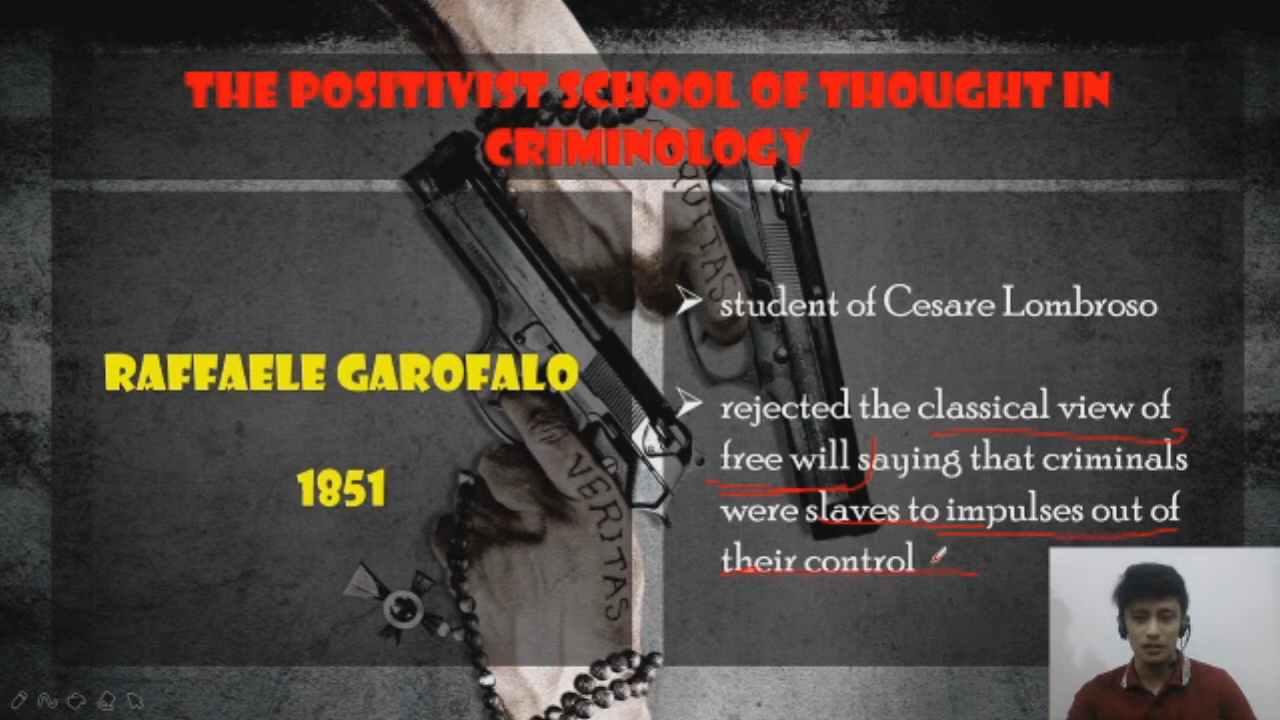 THE POSITIVIST SCHOOL OF THOUGHT IN
CRIMINOLOGY
RAFFAELE GAROFALO
1851
student of Cesare Lombroso
rejected the classical view of
free will saying that criminals
were slaves to impulses out of
their control
QUITAS
VERITAS